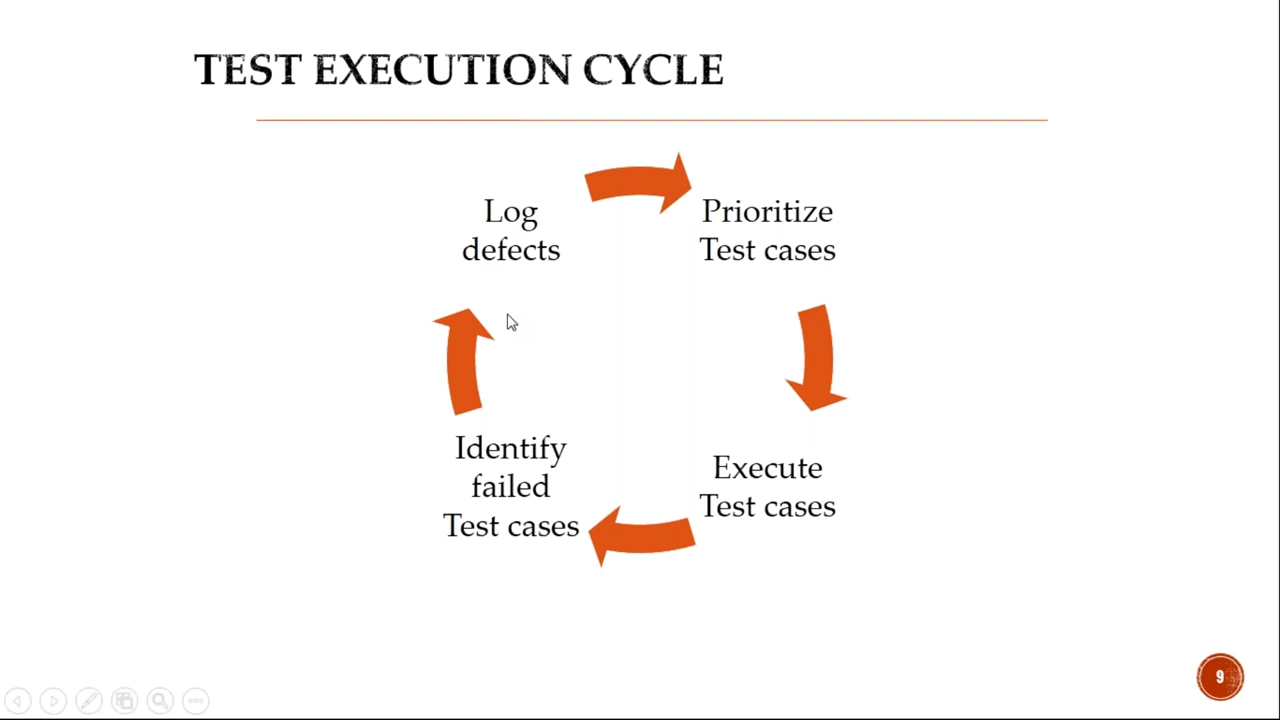 TEST EXECUTION CYCLE
Log
defects
Prioritize
Test cases
Execute
Test cases
Identify
failed
Test cases
9